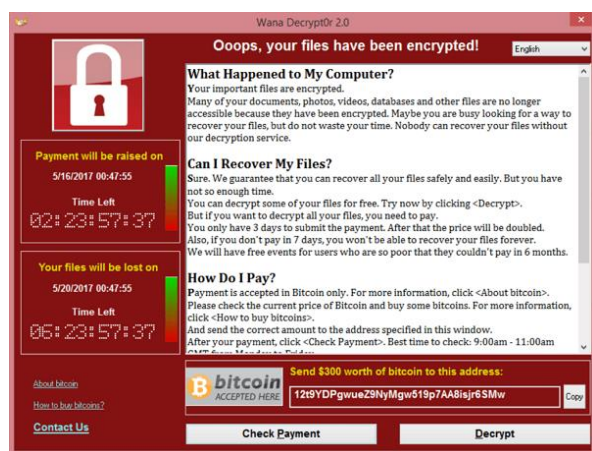 Wana Decrypt0r 2.0
Ooops, your files have been encrypted!
English
What Happened to My Computer?
Your important files are encrypted.
Many of your documents, photos, videos, databases and other files are no longer
accessible because they have been encrypted. Maybe you are busy looking for a way to
recover your files, but do not waste your time. Nobody can recover your files without
our decryption service.
Can I Recover My Files?
Sure. We guarantee that you can recover all your files safely and easily. But you have
not so enough time.
You can decrypt some of your files for free. Try now by clicking <Decrypt>.
But if you want to decrypt all your files, you need to pay.
You only have 3 days to submit the payment. After that the price will be doubled.
Also, if you don't pay in 7 days, you won't be able to recover your files forever.
We will have free events for users who are so poor that they couldn't pay in 6 months.
How Do I Pay?
Payment is accepted in Bitcoin only. For more information, click <About bitcoin>.
Please check the current price of Bitcoin and buy some bitcoins. For more information,
click <How to buy bitcoins>.
And send the correct amount to the address specified in this window.
After your payment, click <Check Payment>. Best time to check: 9:00am - 11:00am
GMT from Monday to Friday.
Payment will be raised on
5/16/2017 00:47:55
Time Left
02:23:57:37
Your files will be lost on
5/20/2017 00:47:55
Time Left
06:23:57:37
About bitcoin
How to buy bitcoins?
Contact Us
bitcoin
ACCEPTED HERE
Send $300 worth of bitcoin to this address:
12t9YDPgwueZ9NyMgw519p7AA8isjr6SMw
Copy
Check Payment
Decrypt